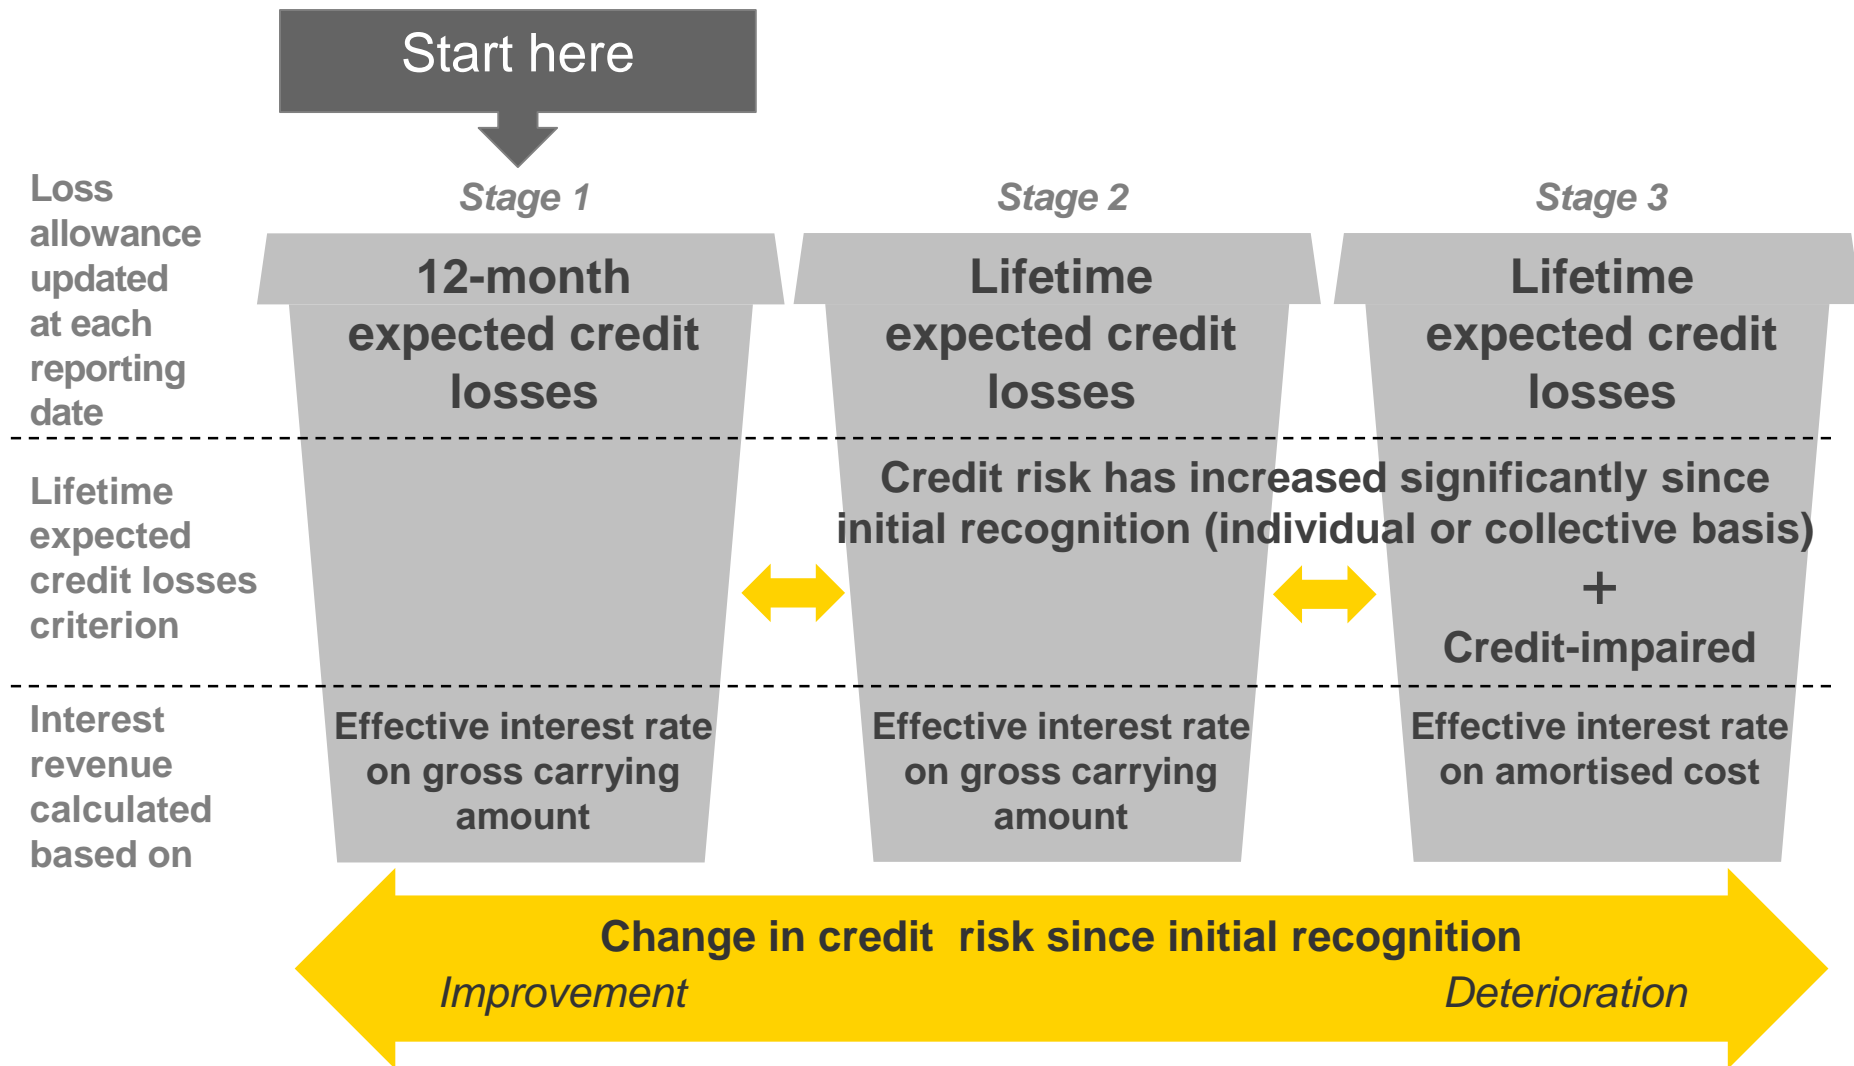 Start here
Loss
allowance
updated
at each
reporting
date
Stage 1
12-month
expected credit
losses
Stage 2
Lifetime
expected credit
losses
Stage 3
Lifetime
expected credit
losses
Lifetime
expected
credit losses
criterion
Credit risk has increased significantly since
initial recognition (individual or collective basis)
+
Credit-impaired
Interest
revenue
calculated
based on
Effective interest rate
on gross carrying
amount
Effective interest rate
on gross carrying
amount
Effective interest rate
on amortised cost
Change in credit  risk since initial recognition
Improvement
Deterioration